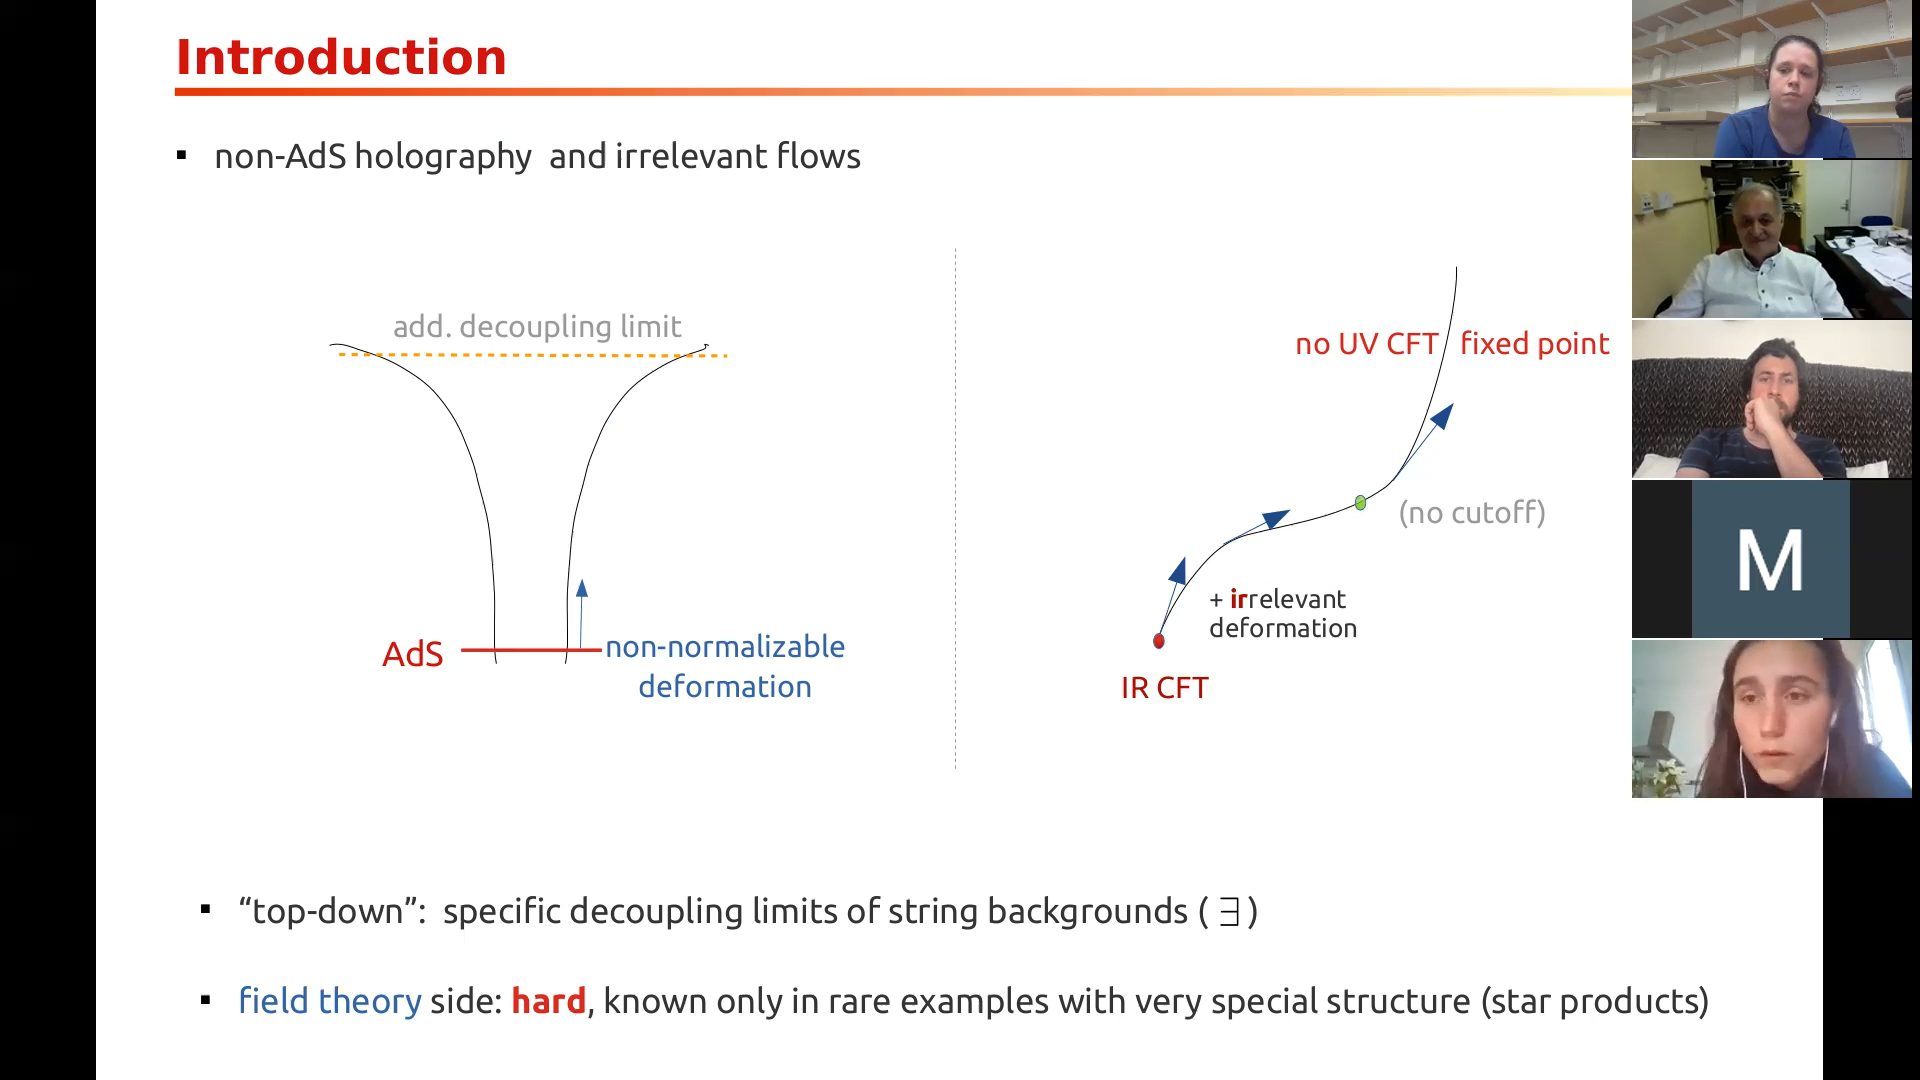 Introduction
non-AdS holography and irrelevant flows
add. decoupling limit
AdS
non-normalizable
deformation
no UV CFT fixed point
(no cutoff)
+ irrelevant
deformation
IR CFT
“top-down”: specific decoupling limits of string backgrounds ( ∃ )
field theory side: hard, known only in rare examples with very special structure (star products)
M